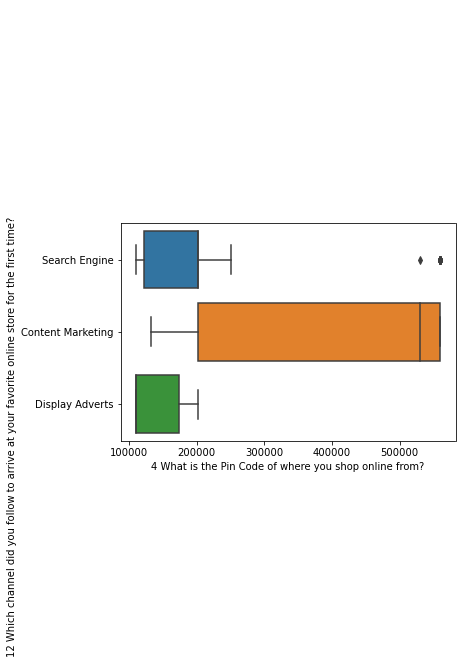 12 Which channel did you follow to arrive at your favorite online store for the first time?
Search Engine
Content Marketing
Display Adverts
100000 200000 300000 400000 500000
4 What is the Pin Code of where you shop online from?